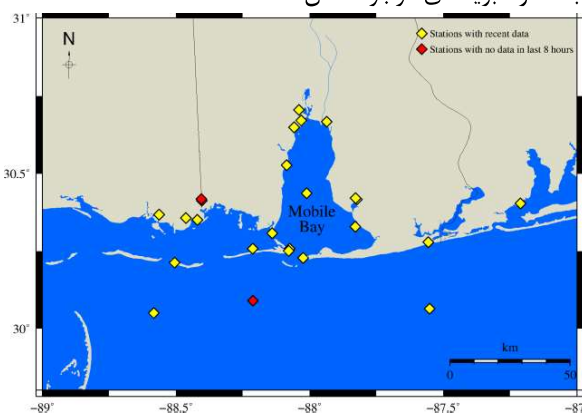 31°
N
Stations with recent data
Stations with no data in last 8 hours
30.5°
Mobile
Bay
30°
km
0 50
-89° -88.5° -88° -87.5°